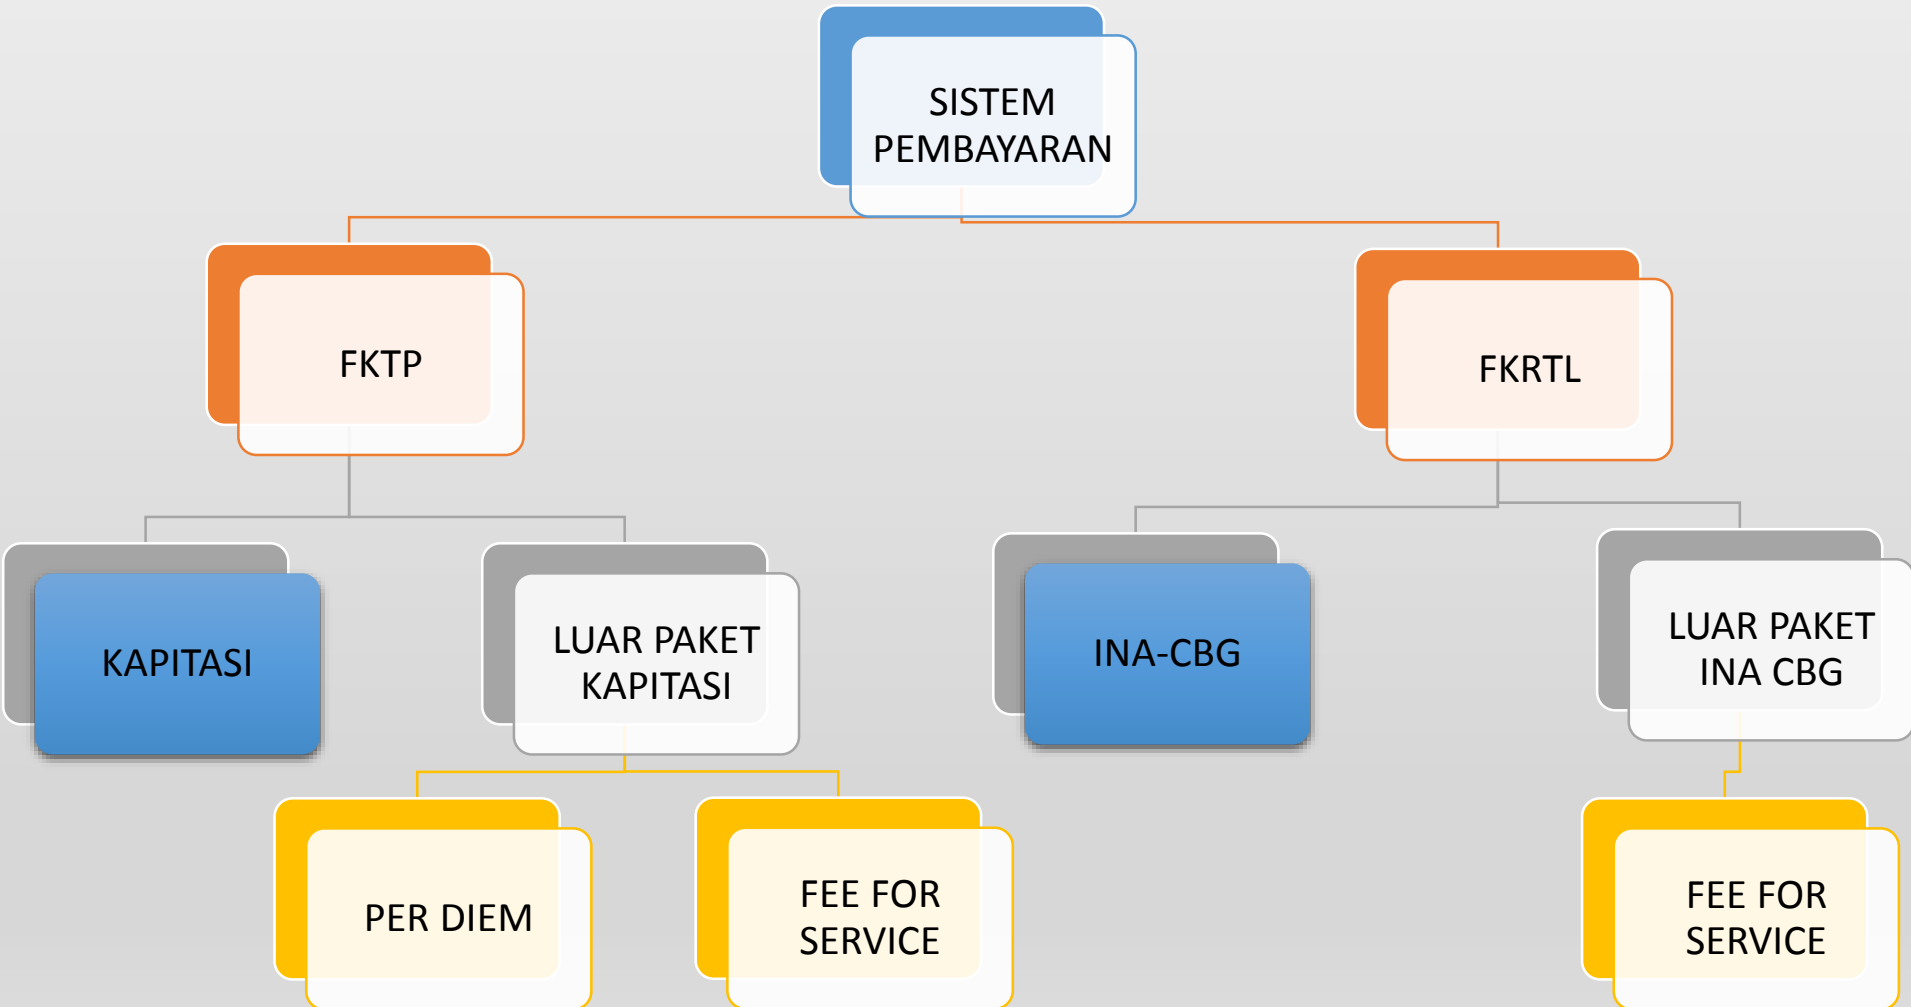 SISTEM
PEMBAYARAN
FKTP
FKRTL
KAPITASI
LUAR PAKET
KAPITASI
INA-CBG
LUAR PAKET
INA CBG
PER DIEM
FEE FOR
SERVICE
FEE FOR
SERVICE